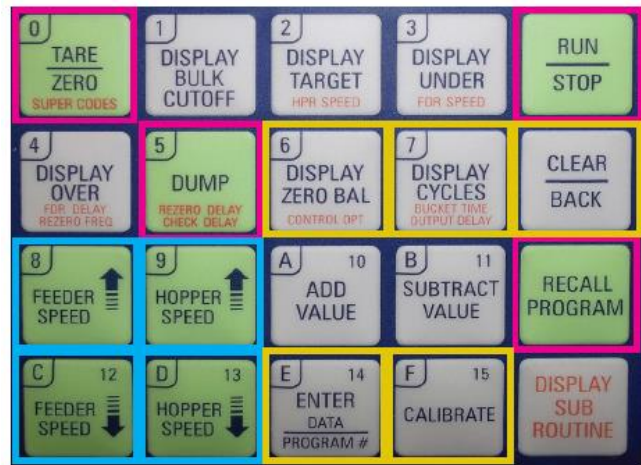 0
TARE
ZERO
SUPER CODES
1
DISPLAY
BULK
CUTOFF
2
DISPLAY
TARGET
HPR SPEED
3
DISPLAY
UNDER
FDR SPEED
RUN
STOP
4
DISPLAY
OVER
FDR DELAY
REZERO FREQ
5
DUMP
REZERO DELAY
CHECK DELAY
6
DISPLAY
ZERO BAL
CONTROL OPT
7
DISPLAY
CYCLES
BUCKET TIME
OUTPUT DELAY
CLEAR
BACK
8
FEEDER
SPEED
9
HOPPER
SPEED
A 10
ADD
VALUE
B 11
SUBTRACT
VALUE
RECALL
PROGRAM
C 12
FEEDER
SPEED
D 13
HOPPER
SPEED
E 14
ENTER
DATA
PROGRAM #
F 15
CALIBRATE
DISPLAY
SUB
ROUTINE